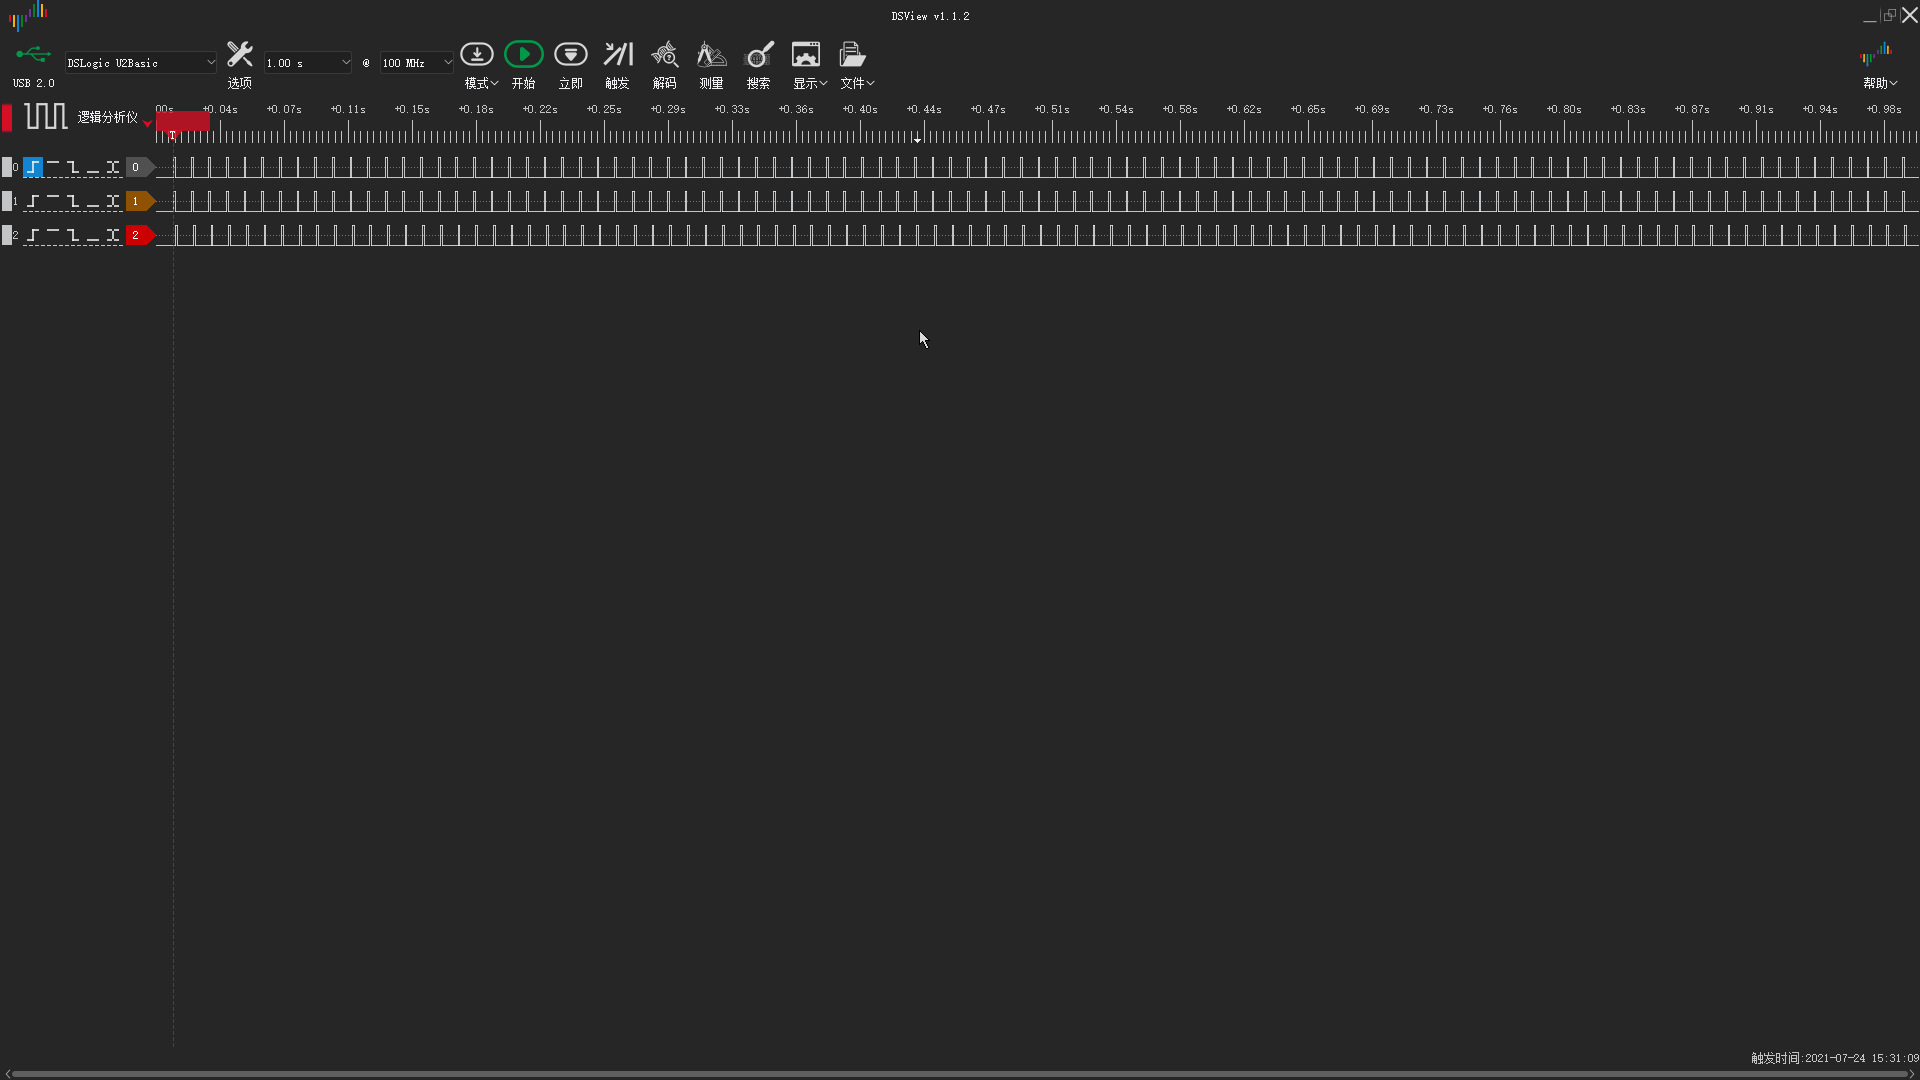 DSView v1.1.2
DSLogic U2Basic 1.00 s @ 100 MHz
USB 2.0 选项 模式 开始 立即 触发 解码 测量 搜索 显示 文件 帮助
逻辑分析仪
00s +0.04s +0.07s +0.11s +0.15s +0.18s +0.22s +0.25s +0.29s +0.33s +0.36s +0.40s +0.44s +0.47s +0.51s +0.54s +0.58s +0.62s +0.65s +0.69s +0.73s +0.76s +0.80s +0.83s +0.87s +0.91s +0.94s +0.98s
T
0 0
1 1
2 2
触发时间:2021-07-24 15:31:09